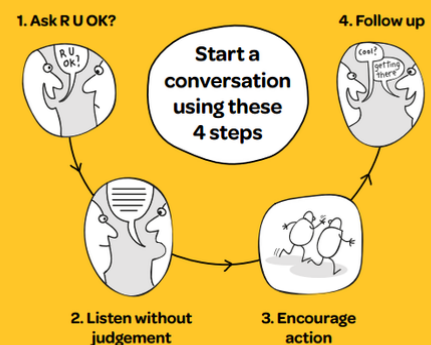 1. Ask R U OK?
R U
OK?
Start a
conversation
using these
4 steps
4. Follow up
Cool?
getting
there
2. Listen without
judgement
3. Encourage
action